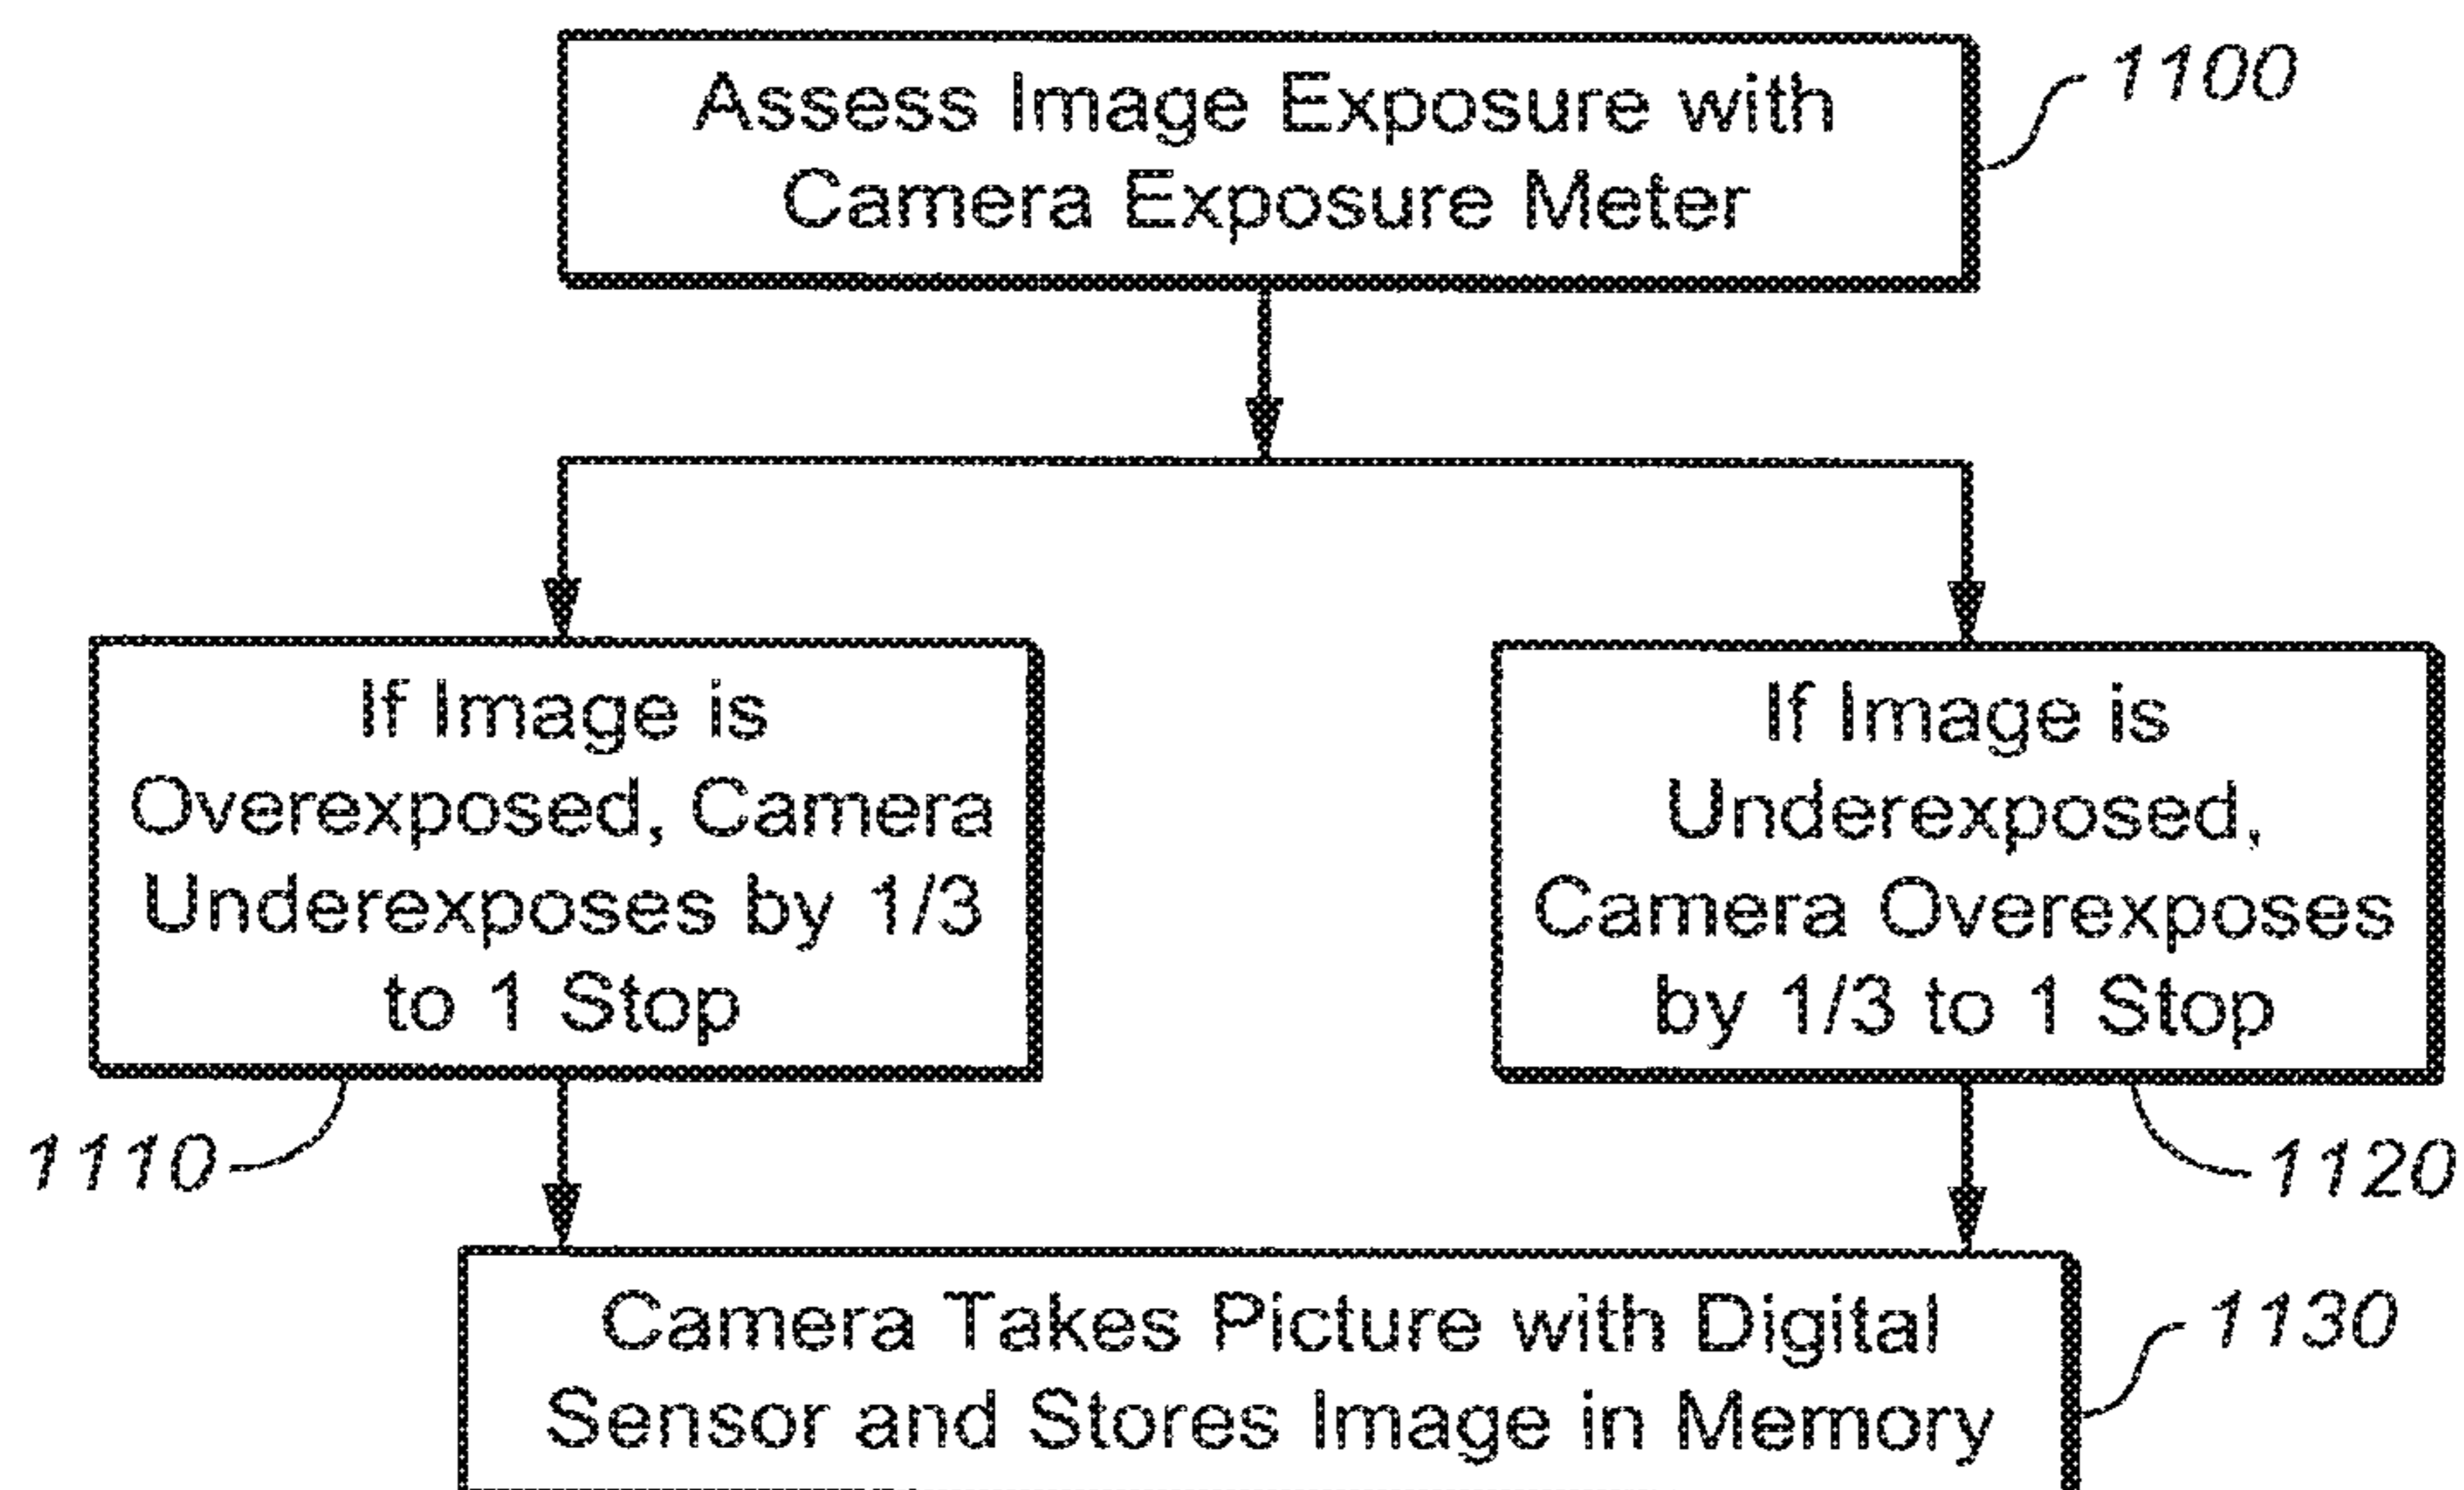 Assess Image Exposure with
Camera Exposure Meter
1100
If Image is
Overexposed, Camera
Underexposes by 1/3
to 1 Stop
1110
If Image is
Underexposed,
Camera Overexposes
by 1/3 to 1 Stop
1120
Camera Takes Picture with Digital
Sensor and Stores Image in Memory
1130